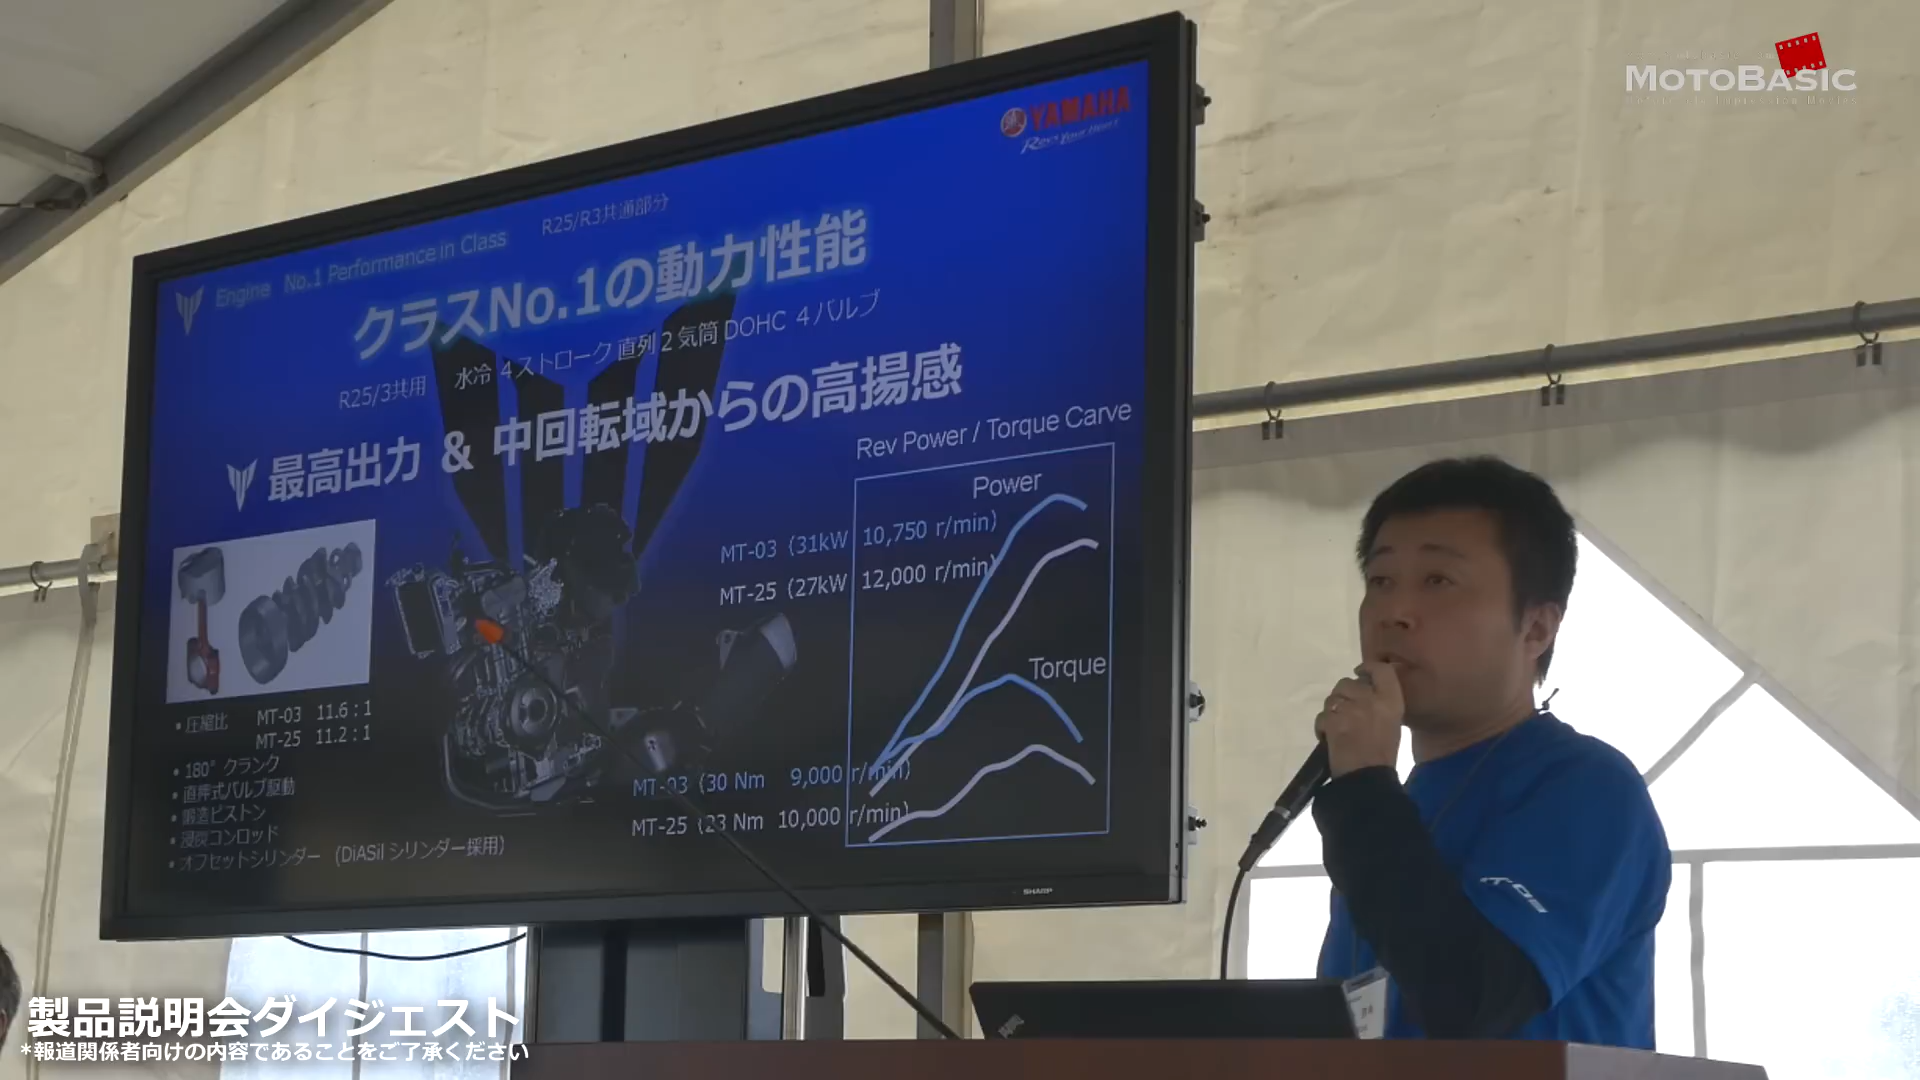 MOTOBASIC
YAMAHA
Revs Your Heart
Engine No.1 Performance in Class
R25/R3共通部分
クラスNo.1の動力性能
R25/3共用 水冷 4ストローク 直列2気筒 DOHC 4バルブ
最高出力 & 中回転域からの高揚感
Rev Power / Torque Carve
Power
MT-03 (31kW 10,750 r/min)
MT-25 (27kW 12,000 r/min)
Torque
MT-03 (30 Nm 9,000 r/min)
MT-25 (23 Nm 10,000 r/min)
・圧縮比 MT-03 11.6:1
MT-25 11.2:1
・180° クランク
・直押式バルブ駆動
・鍛造ピストン
・浸炭コンロッド
・オフセットシリンダー (DiASilシリンダー採用)
SHARP
製品説明会ダイジェスト
*報道関係者向けの内容であることをご了承ください